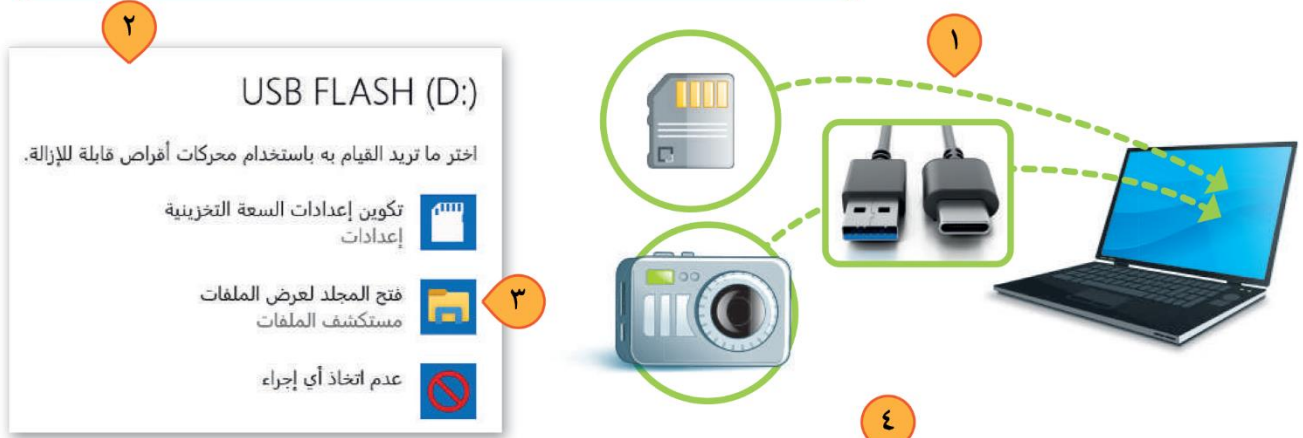 ١
٢
USB FLASH (D:)
اختر ما تريد القيام به باستخدام محركات أقراص قابلة للإزالة.
تكوين إعدادات السعة التخزينية
إعدادات
فتح المجلد لعرض الملفات
مستكشف الملفات
٣
عدم اتخاذ أي إجراء
٤